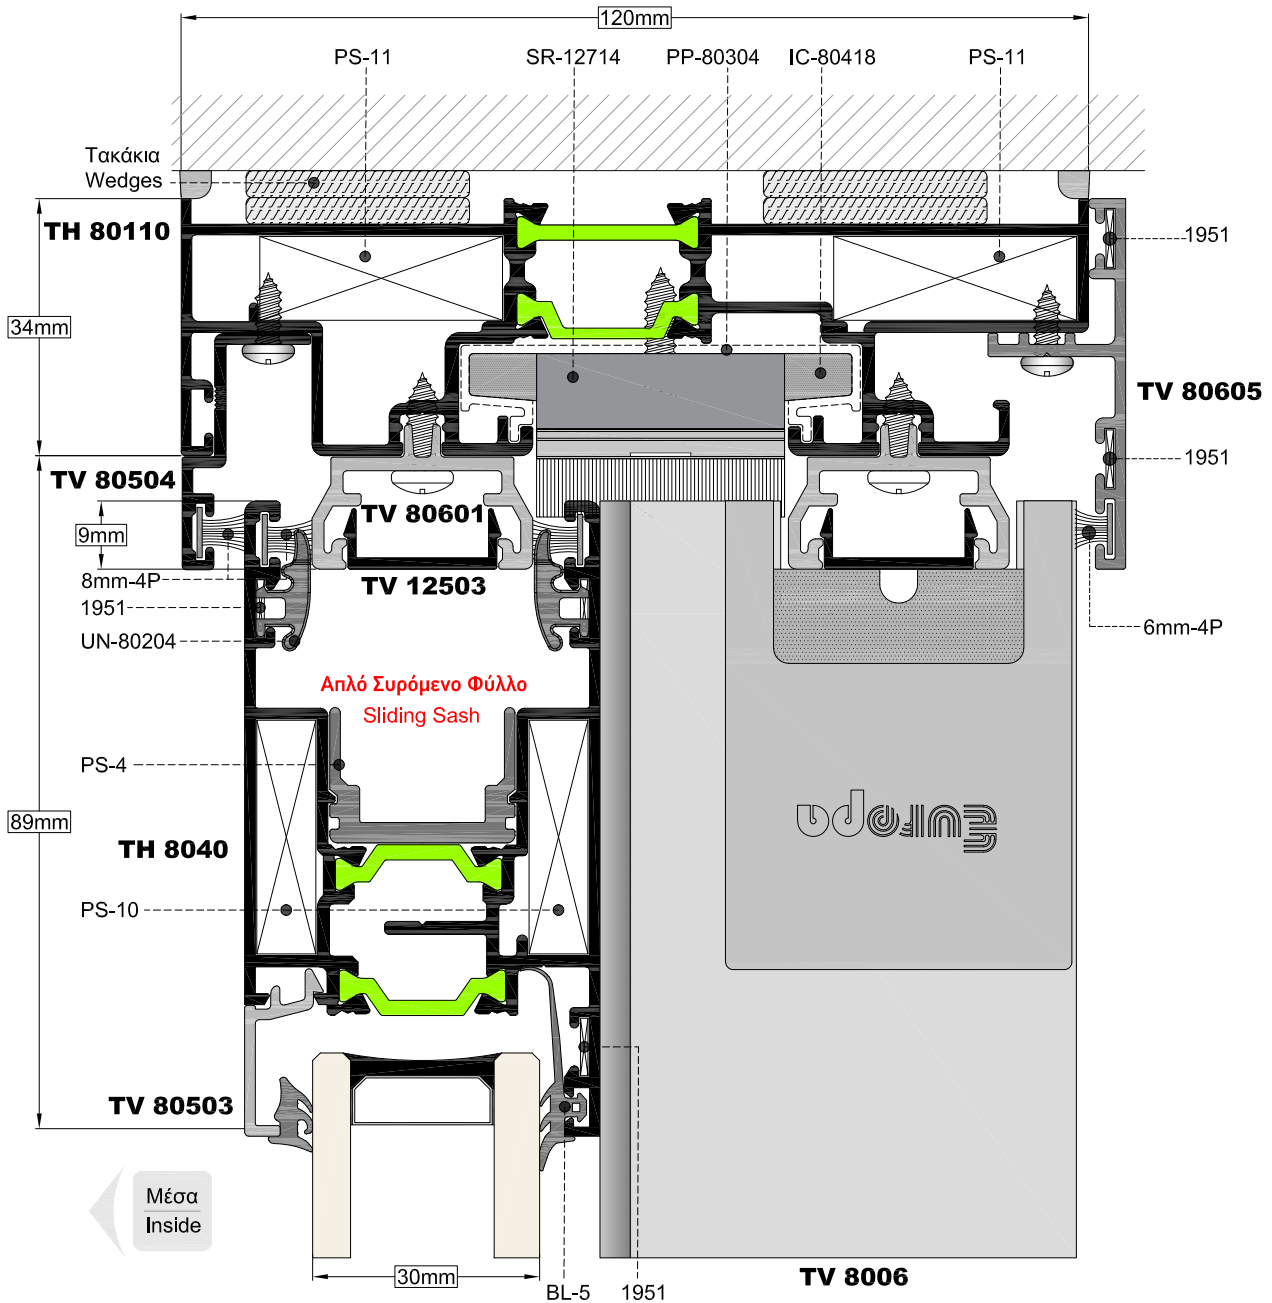 120mm
PS-11
SR-12714
PP-80304
IC-80418
PS-11
Τακάκια
Wedges
TH 80110
1951
34mm
TV 80605
TV 80504
1951
TV 80601
9mm
8mm-4P
TV 12503
1951
UN-80204
6mm-4P
Απλό Συρόμενο Φύλλο
Sliding Sash
PS-4
89mm
TH 8040
Europa
PS-10
TV 80503
Μέσα
Inside
30mm
BL-5
1951
TV 8006